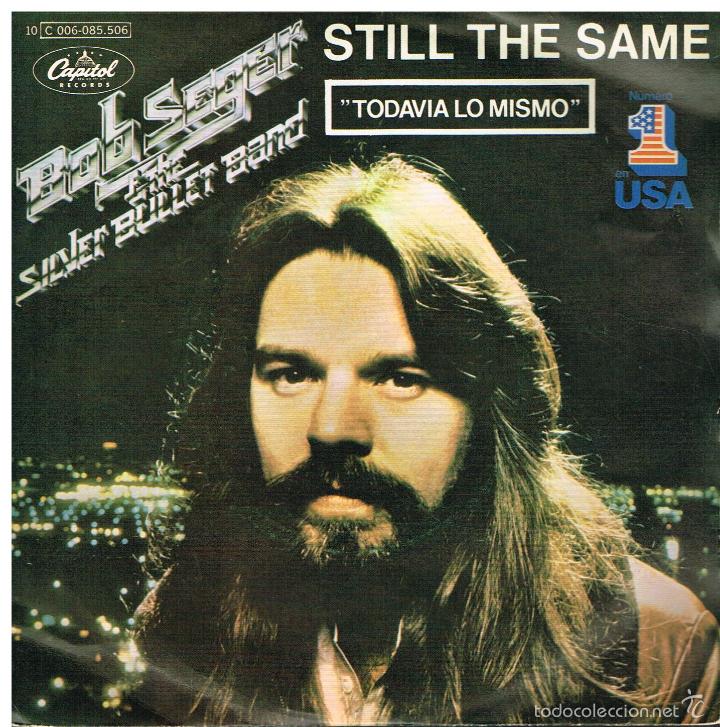 10 C 006-085.506
Capitol
RECORDS
Bob Seger
& the
Silver Bullet Band
STILL THE SAME
"TODAVIA LO MISMO"
Número
1
en
USA
todocoleccion.net